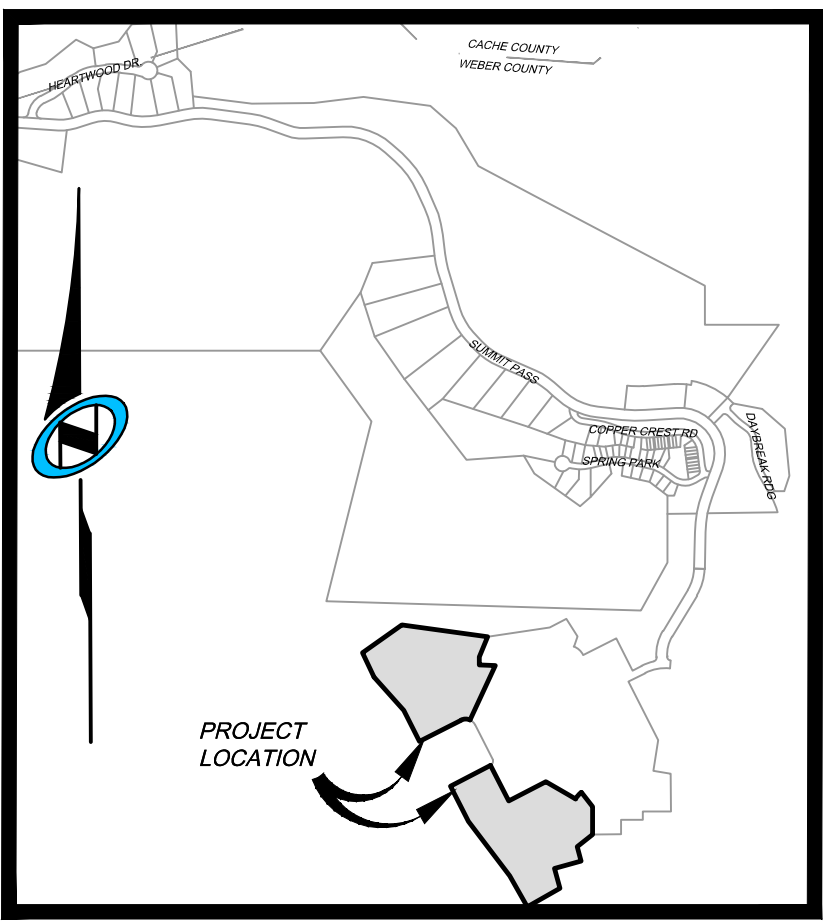 CACHE COUNTY
WEBER COUNTY
HEARTWOOD DR.
SUMMIT PASS
COPPER CREST RD
SPRING PARK
DAYBREAK RDG
PROJECT
LOCATION